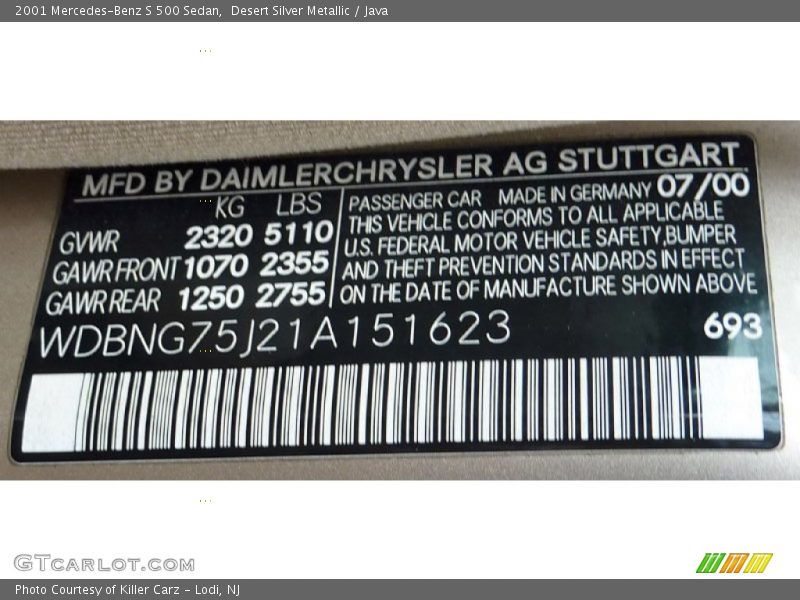 2001 Mercedes-Benz S 500 Sedan,  Desert Silver Metallic / Java
MFD BY DAIMLERCHRYSLER AG STUTTGART
KG LBS
GVWR 2320 5110
GAWR FRONT 1070 2355
GAWR REAR 1250 2755
PASSENGER CAR MADE IN GERMANY 07/00
THIS VEHICLE CONFORMS TO ALL APPLICABLE
U.S. FEDERAL MOTOR VEHICLE SAFETY,BUMPER
AND THEFT PREVENTION STANDARDS IN EFFECT
ON THE DATE OF MANUFACTURE SHOWN ABOVE
WDBNG75J21A151623 693
GTCARLOT.COM
Photo Courtesy of Killer Carz - Lodi, NJ